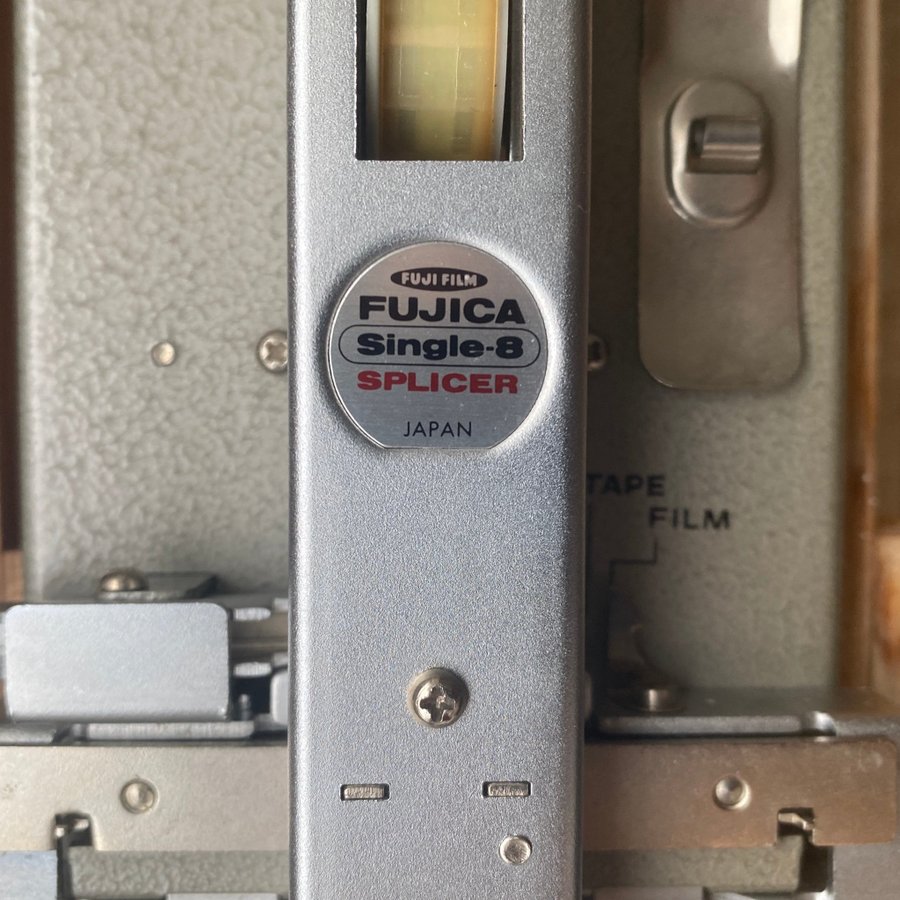 FUJI FILM
FUJICA
Single-8
SPLICER
JAPAN
TAPE
FILM